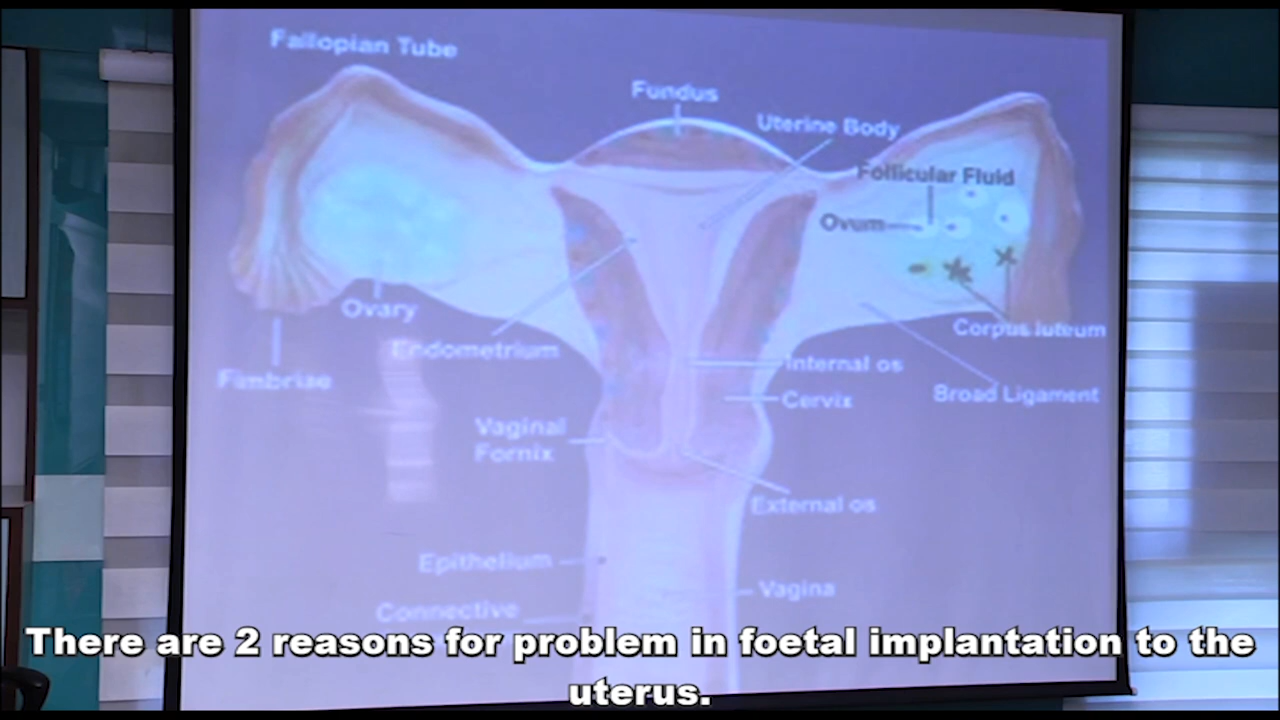 Fallopian Tube
Fundus
Uterine Body
Follicular Fluid
Ovum
Ovary
Corpus luteum
Endometrium
Internal os
Fimbriae
Broad Ligament
Cervix
Vaginal
Fornix
External os
Epithelium
Vagina
Connective
There are 2 reasons for problem in foetal implantation to the
uterus.